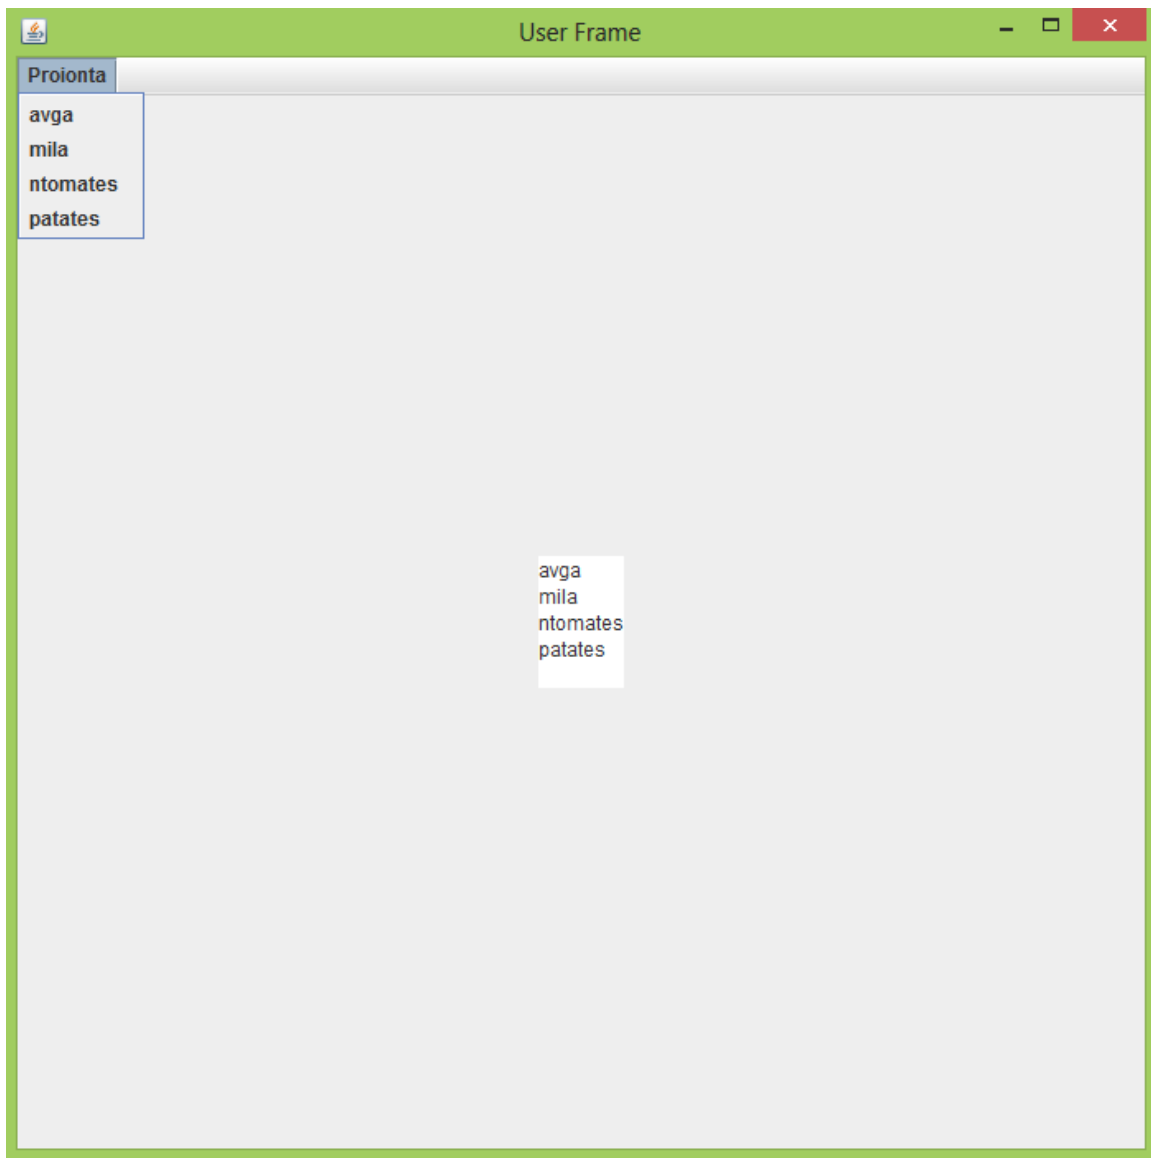 User Frame
Proionta
avga
mila
ntomates
patates
avga
mila
ntomates
patates